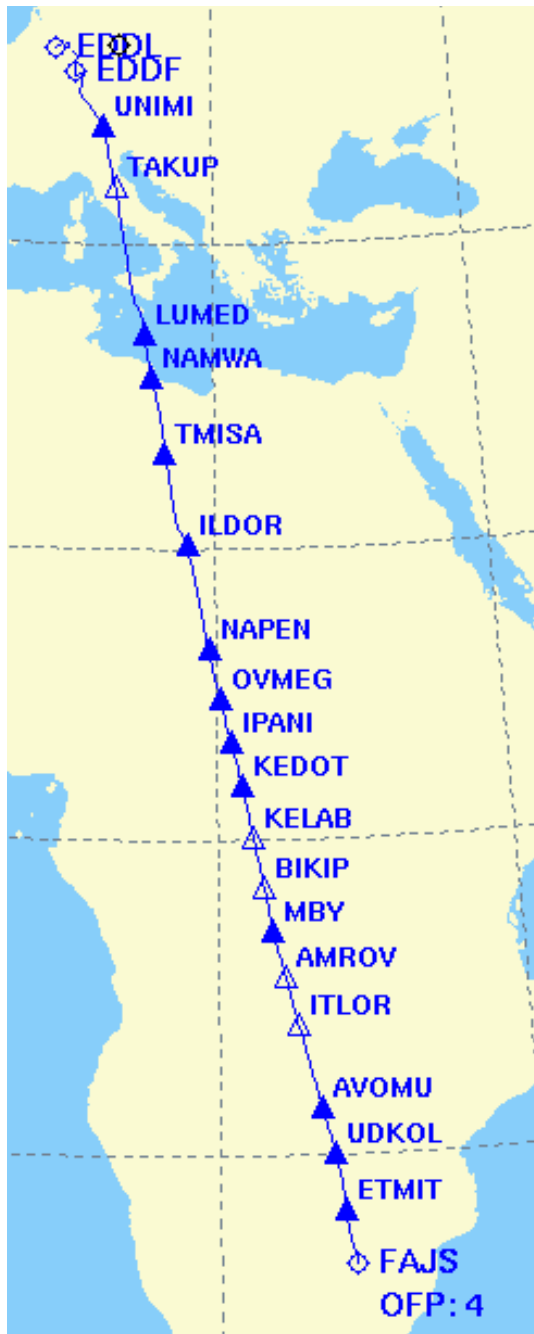 EDDL
EDDF
UNIMI
TAKUP
LUMED
NAMWA
TMISA
ILDOR
NAPEN
OVMEG
IPANI
KEDOT
KELAB
BIKIP
MBY
AMROV
ITLOR
AVOMU
UDKOL
ETMIT
FAJS
OFP: 4